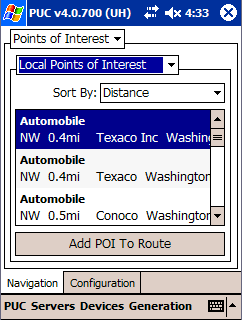 PUC v4.0.700 (UH) 4:33
Points of Interest
Local Points of Interest
Sort By: Distance
Automobile
NW 0.4mi Texaco Inc Washing
Automobile
NW 0.4mi Texaco Washington
Automobile
NW 0.5mi Conoco Washington
Add POI To Route
Navigation Configuration
PUC Servers Devices Generation